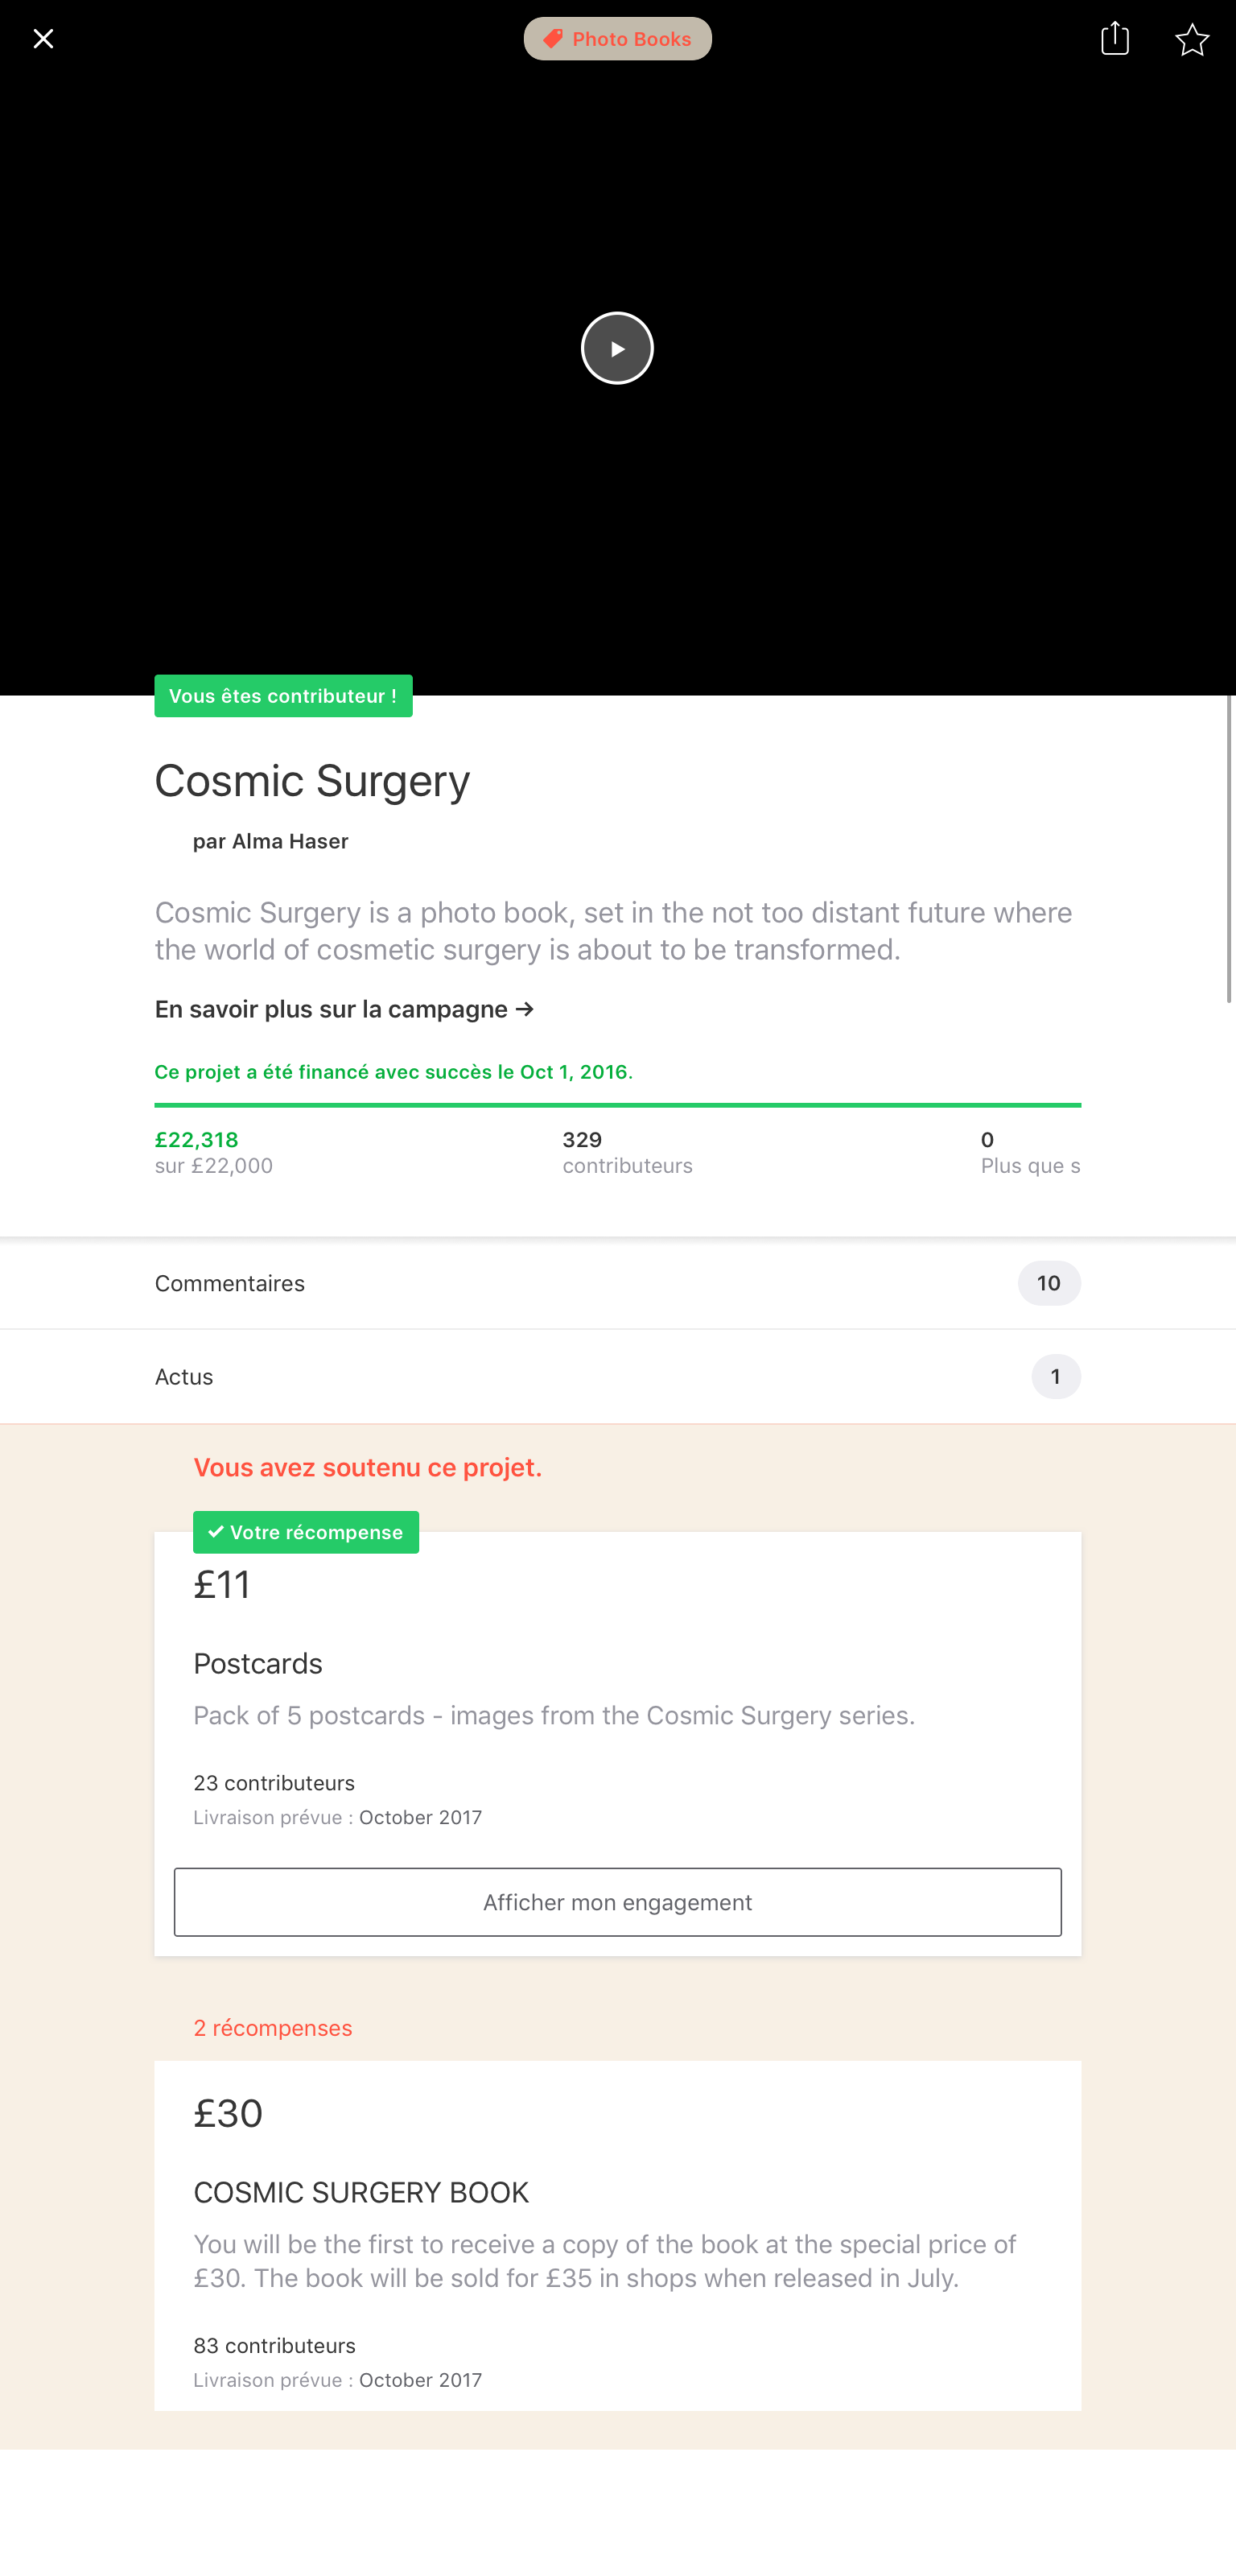 Photo Books
Vous êtes contributeur !
Cosmic Surgery
par Alma Haser
Cosmic Surgery is a photo book, set in the not too distant future where
the world of cosmetic surgery is about to be transformed.
En savoir plus sur la campagne →
Ce projet a été financé avec succès le Oct 1, 2016.
£22,318
sur £22,000
329
contributeurs
0
Plus que s
Commentaires
10
Actus
1
Vous avez soutenu ce projet.
✓ Votre récompense
£11
Postcards
Pack of 5 postcards - images from the Cosmic Surgery series.
23 contributeurs
Livraison prévue : October 2017
Afficher mon engagement
2 récompenses
£30
COSMIC SURGERY BOOK
You will be the first to receive a copy of the book at the special price of
£30. The book will be sold for £35 in shops when released in July.
83 contributeurs
Livraison prévue : October 2017